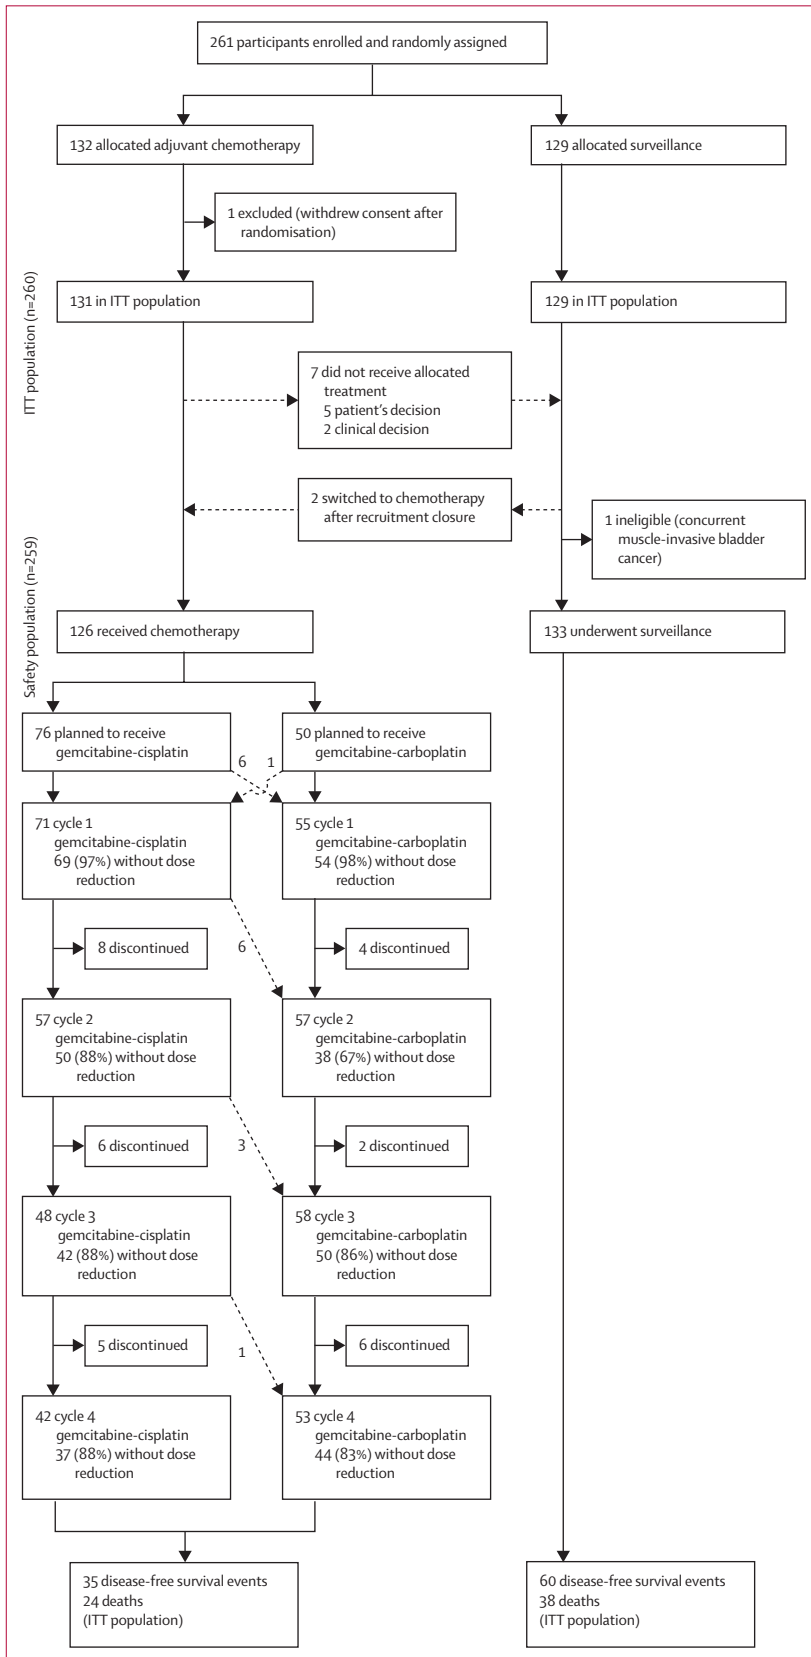 261 participants enrolled and randomly assigned
132 allocated adjuvant chemotherapy
129 allocated surveillance
1 excluded (withdrew consent after
randomisation)
ITT population (n=260)
131 in ITT population
129 in ITT population
7 did not receive allocated
treatment
5 patient's decision
2 clinical decision
2 switched to chemotherapy
after recruitment closure
1 ineligible (concurrent
muscle-invasive bladder
cancer)
Safety population (n=259)
126 received chemotherapy
133 underwent surveillance
76 planned to receive
gemcitabine-cisplatin
50 planned to receive
gemcitabine-carboplatin
6
1
71 cycle 1
gemcitabine-cisplatin
69 (97%) without dose
reduction
55 cycle 1
gemcitabine-carboplatin
54 (98%) without dose
reduction
8 discontinued
6
4 discontinued
57 cycle 2
gemcitabine-cisplatin
50 (88%) without dose
reduction
57 cycle 2
gemcitabine-carboplatin
38 (67%) without dose
reduction
6 discontinued
3
2 discontinued
48 cycle 3
gemcitabine-cisplatin
42 (88%) without dose
reduction
58 cycle 3
gemcitabine-carboplatin
50 (86%) without dose
reduction
5 discontinued
1
6 discontinued
42 cycle 4
gemcitabine-cisplatin
37 (88%) without dose
reduction
53 cycle 4
gemcitabine-carboplatin
44 (83%) without dose
reduction
35 disease-free survival events
24 deaths
(ITT population)
60 disease-free survival events
38 deaths
(ITT population)